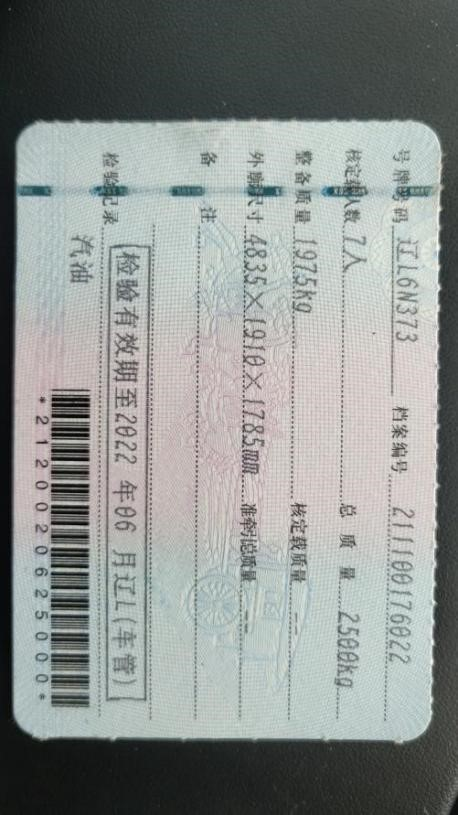 号牌号码 辽L6N373 档案编号 211100176022
核定载人数 7人 总质量 2500kg
整备质量 1975kg 核定载质量 --
外廓尺寸 4835×1910×1785mm 准牵引总质量 --
备注
检验有效期至2022年06月辽L(车管)
检验记录
汽油
*2120020625000*